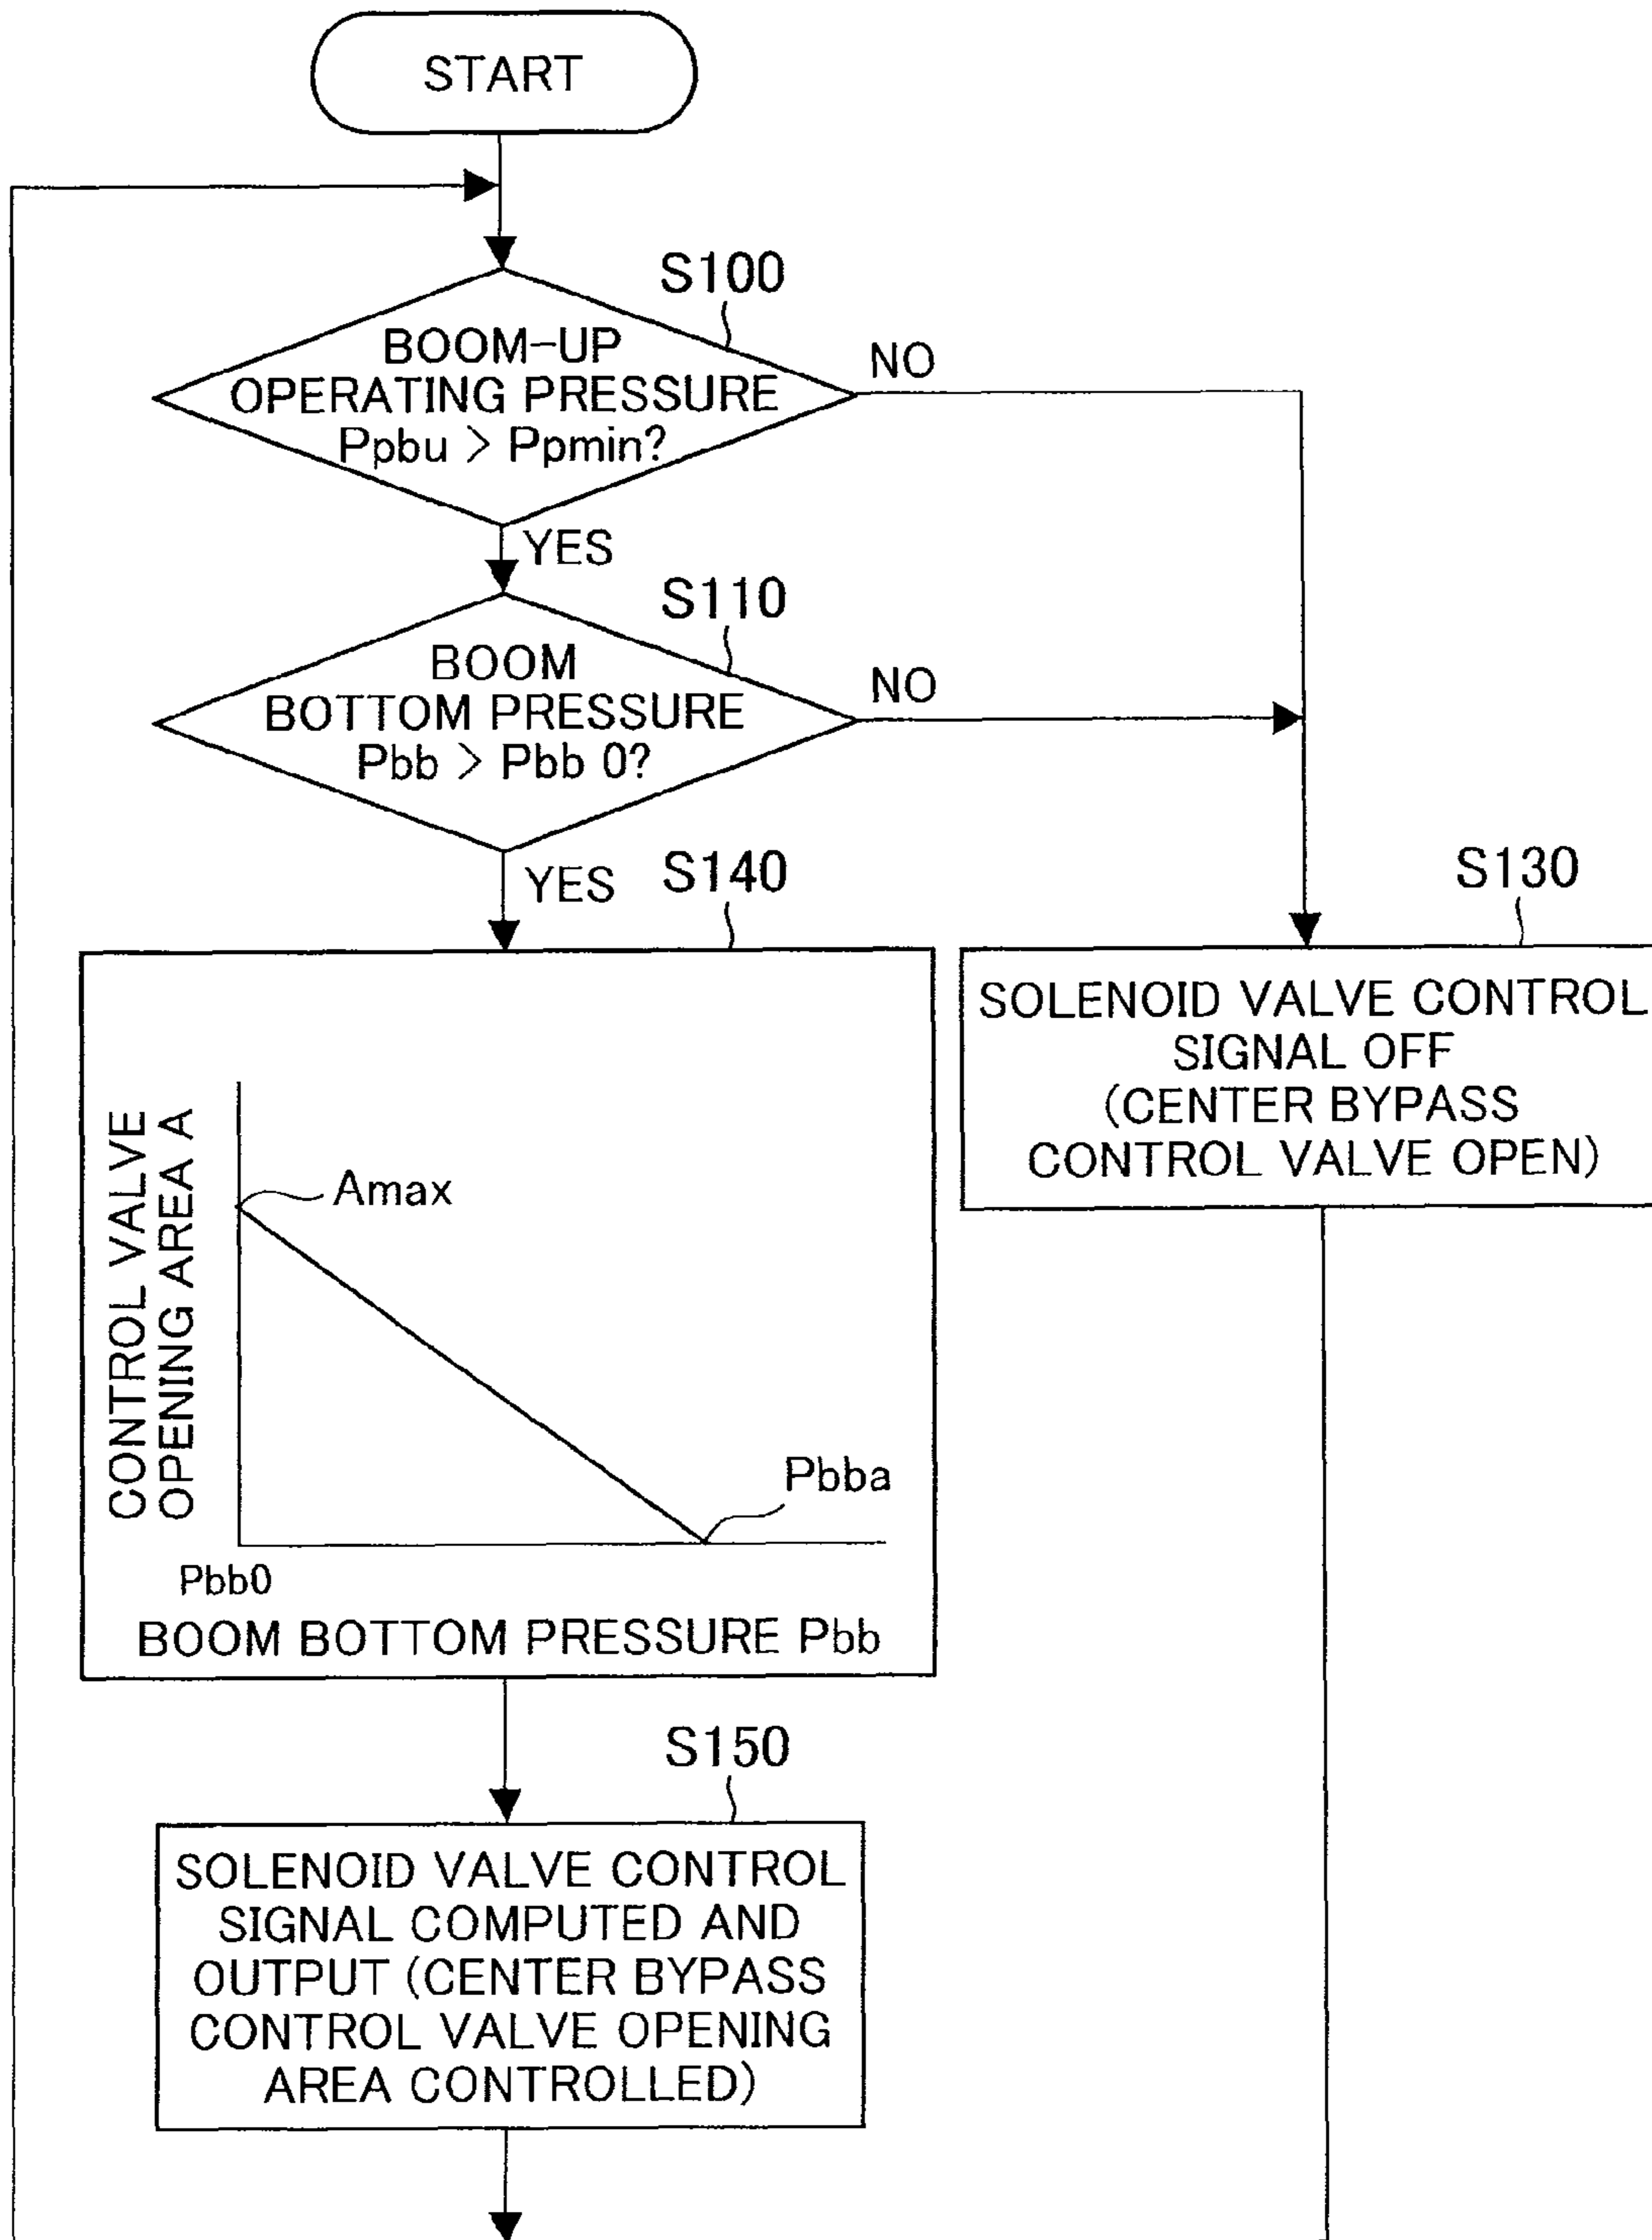 START
S100
BOOM-UP
OPERATING PRESSURE
Ppbu > Ppmin?
NO
YES
S110
BOOM
BOTTOM PRESSURE
Pbb > Pbb 0?
NO
YES
S140
S130
SOLENOID VALVE CONTROL
SIGNAL OFF
(CENTER BYPASS
CONTROL VALVE OPEN)
CONTROL VALVE
OPENING AREA A
Amax
Pbba
Pbb0
BOOM BOTTOM PRESSURE Pbb
S150
SOLENOID VALVE CONTROL
SIGNAL COMPUTED AND
OUTPUT (CENTER BYPASS
CONTROL VALVE OPENING
AREA CONTROLLED)